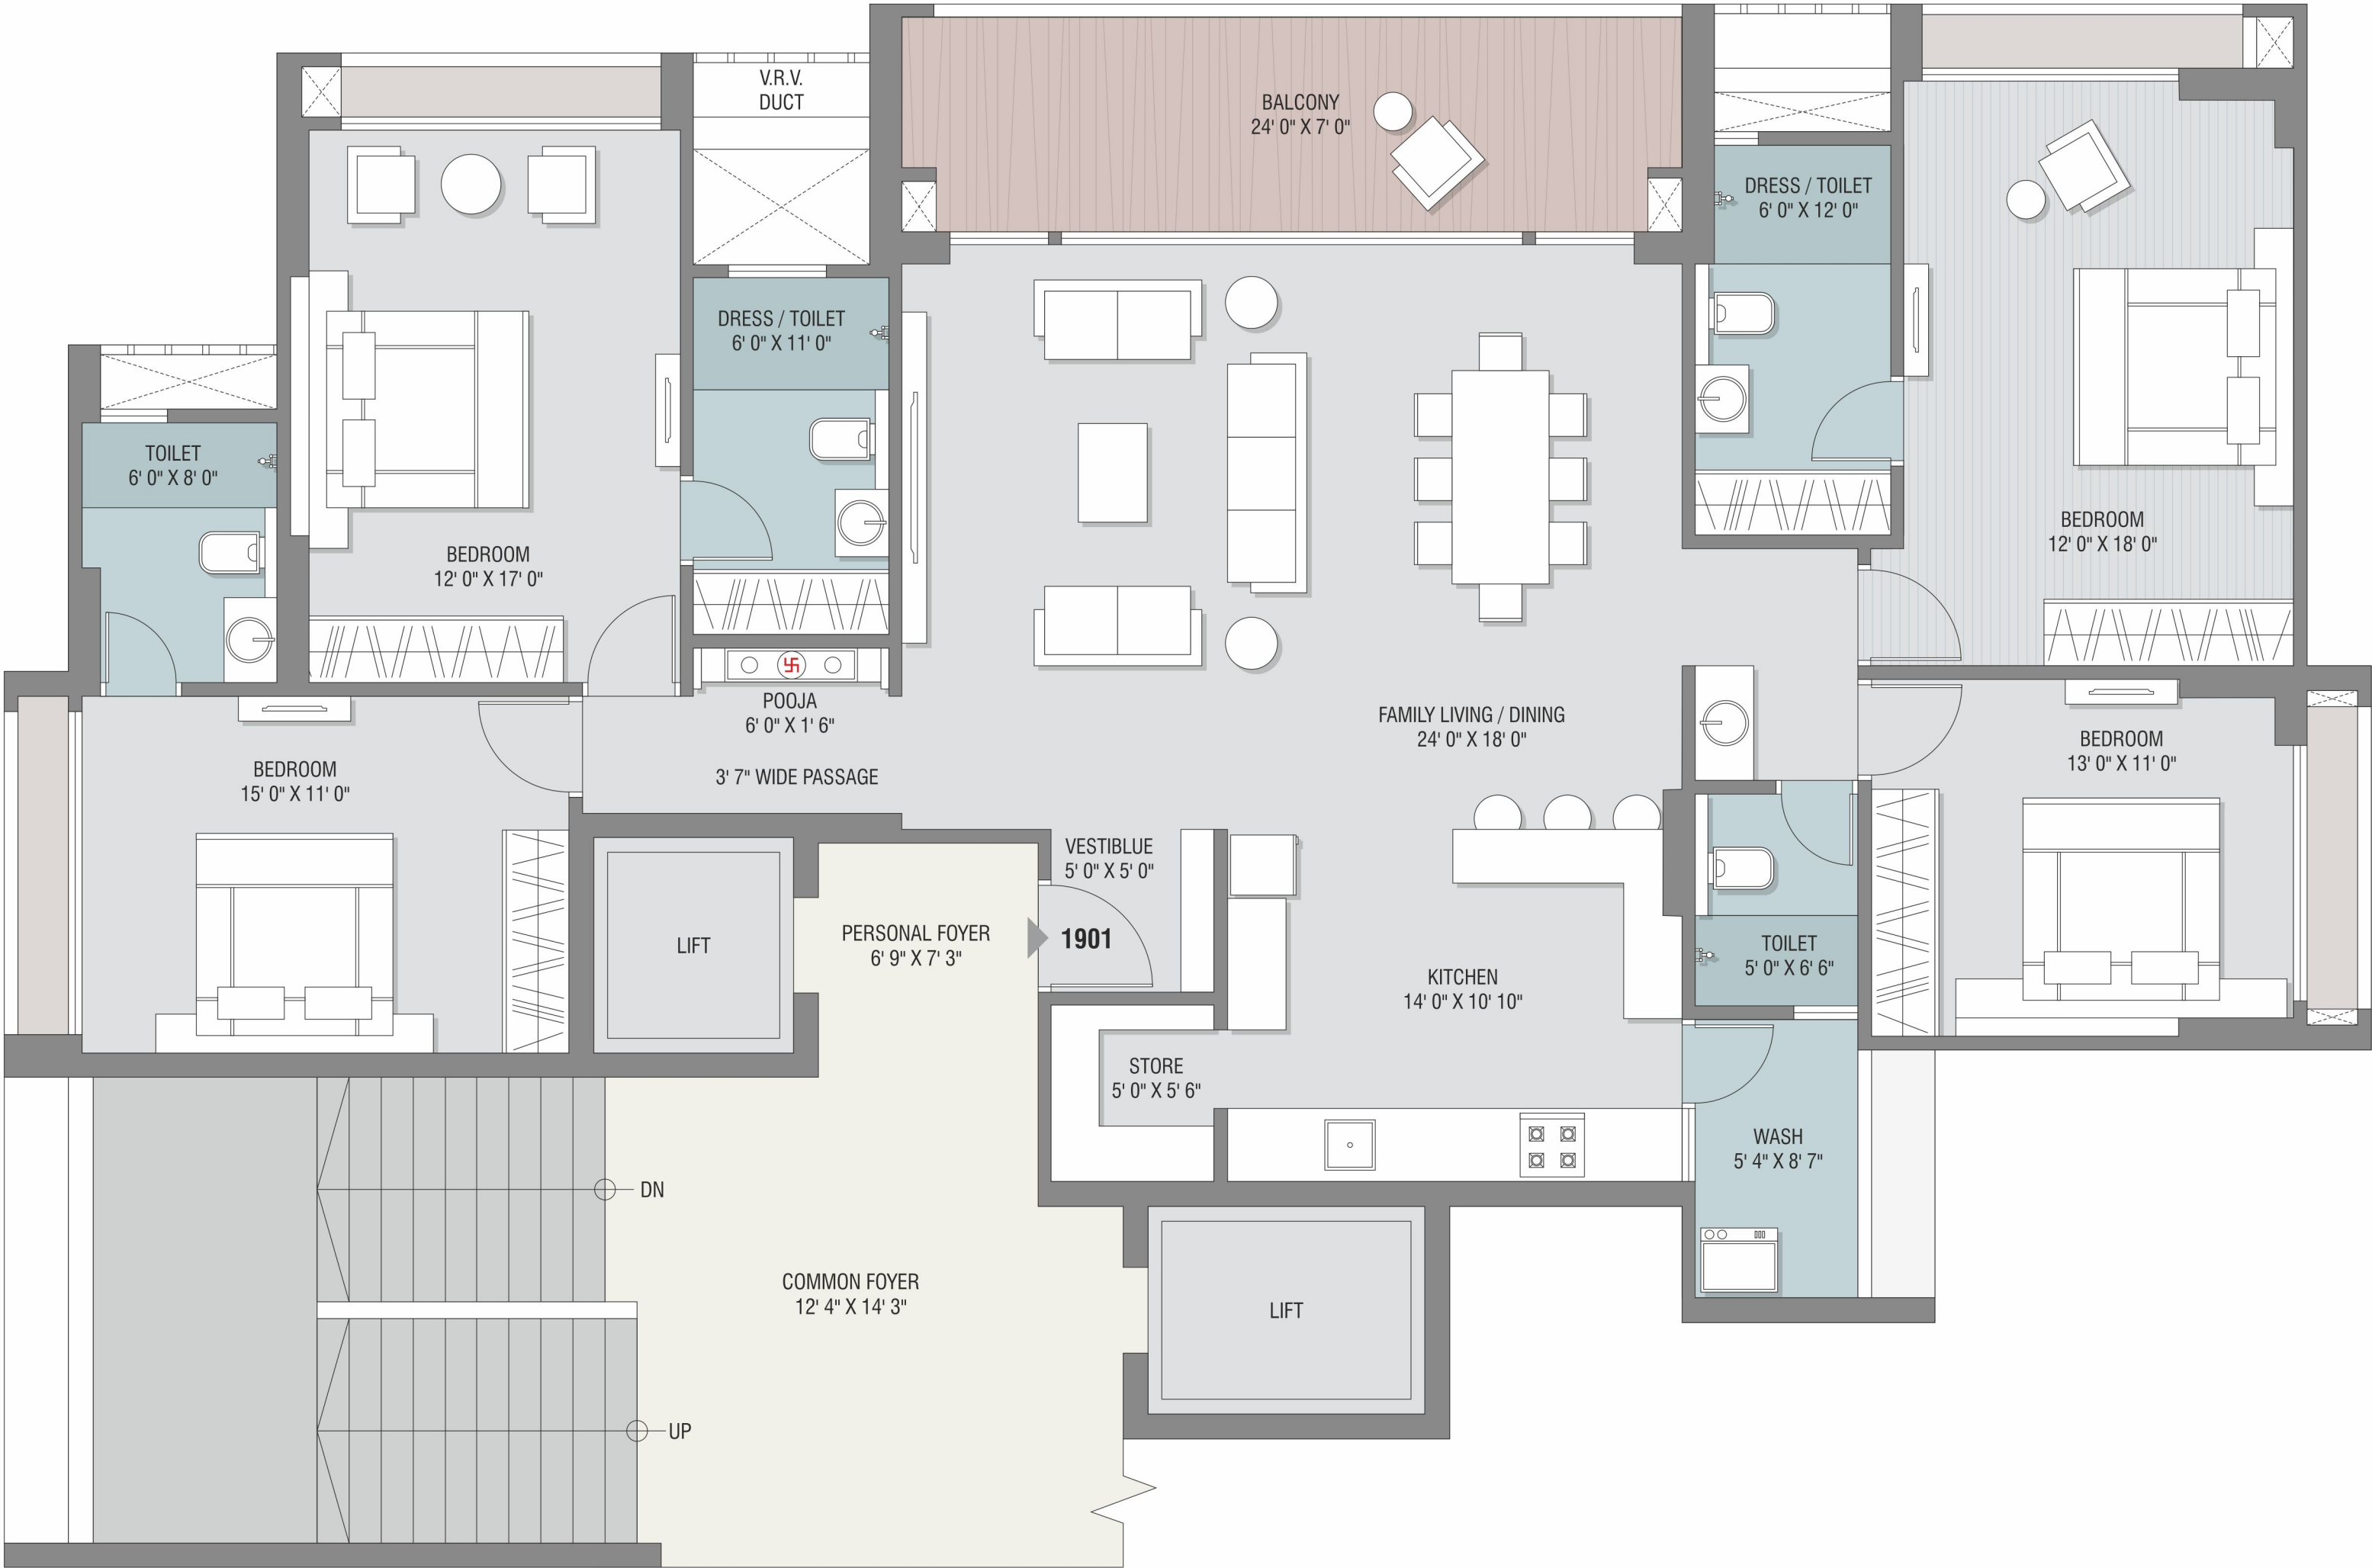 V.R.V.
DUCT
BALCONY
24' 0" X 7' 0"
DRESS / TOILET
6' 0" X 12' 0"
DRESS / TOILET
6' 0" X 11' 0"
TOILET
6' 0" X 8' 0"
BEDROOM
12' 0" X 17' 0"
BEDROOM
12' 0" X 18' 0"
POOJA
6' 0" X 1' 6"
FAMILY LIVING / DINING
24' 0" X 18' 0"
BEDROOM
13' 0" X 11' 0"
BEDROOM
15' 0" X 11' 0"
3' 7" WIDE PASSAGE
VESTIBLUE
5' 0" X 5' 0"
LIFT
PERSONAL FOYER
6' 9" X 7' 3"
1901
TOILET
5' 0" X 6' 6"
KITCHEN
14' 0" X 10' 10"
STORE
5' 0" X 5' 6"
WASH
5' 4" X 8' 7"
DN
COMMON FOYER
12' 4" X 14' 3"
LIFT
UP